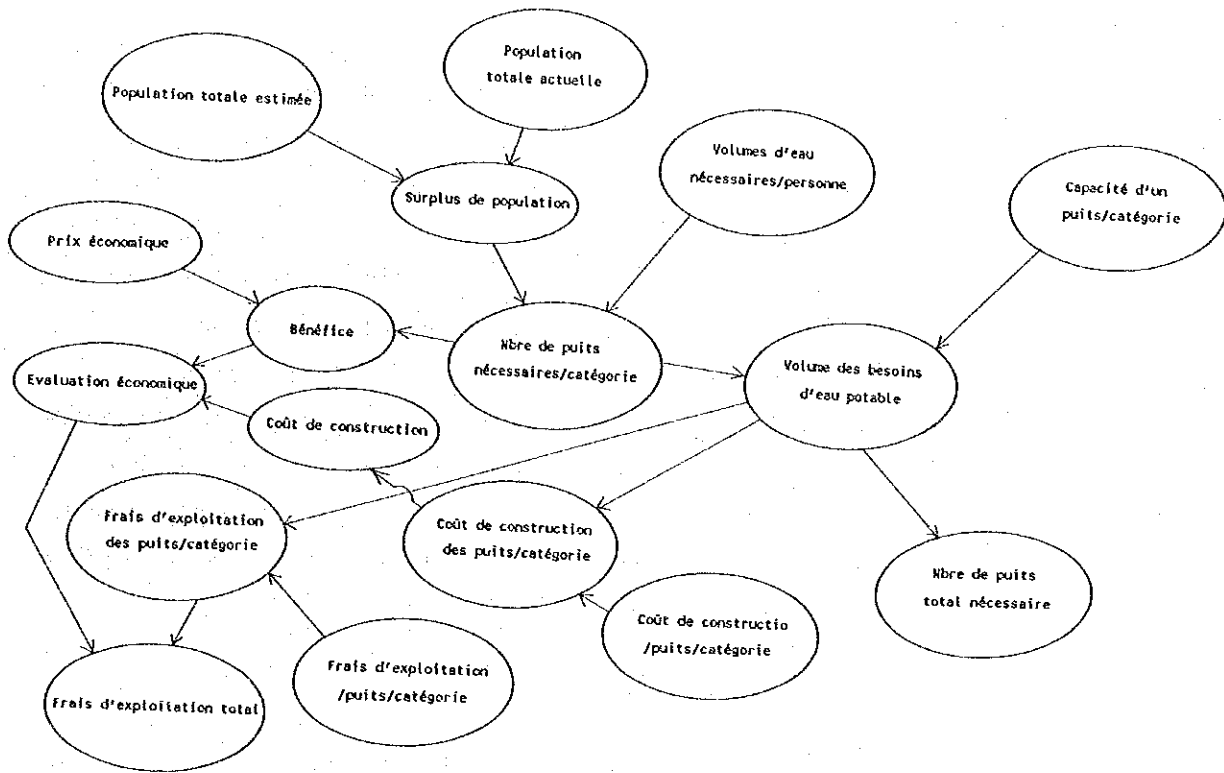 Population
totale actuelle
Population totale estimée
Volumes d'eau
nécessaires/personne
Capacité d'un
puits/catégorie
Surplus de population
Prix économique
Bénéfice
Nbre de puits
nécessaires/catégorie
Volume des besoins
d'eau potable
Evaluation économique
Coût de construction
Frais d'exploitation
des puits/catégorie
Coût de construction
des puits/catégorie
Nbre de puits
total nécessaire
Coût de constructio
/puits/catégorie
Frais d'exploitation
/puits/catégorie
Frais d'exploitation total